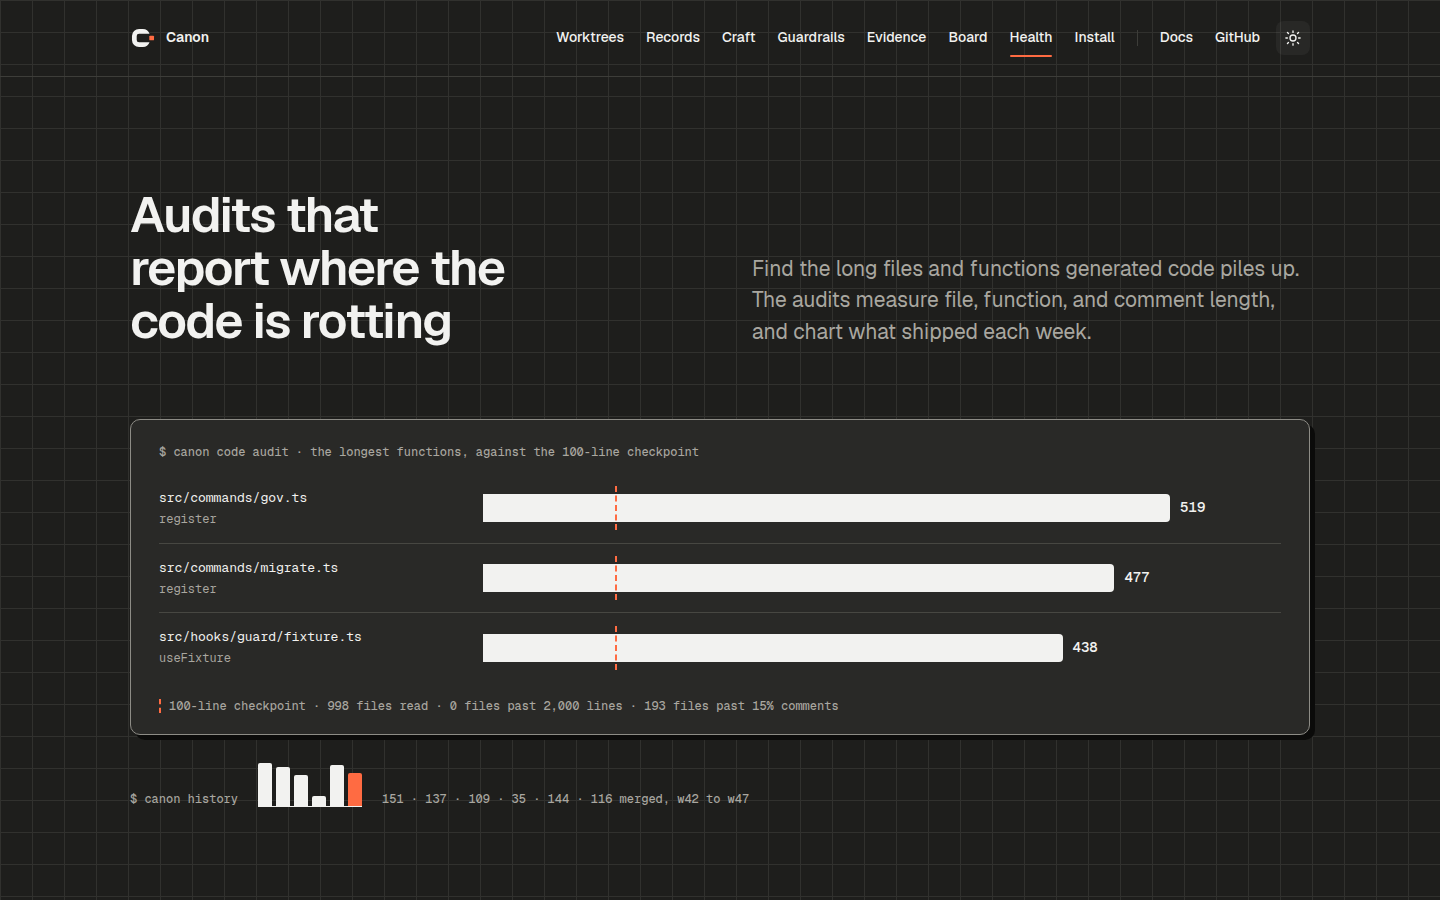 Canon
Worktrees Records Craft Guardrails Evidence Board Health Install Docs GitHub
Audits that
report where the
code is rotting
Find the long files and functions generated code piles up.
The audits measure file, function, and comment length,
and chart what shipped each week.
$ canon code audit · the longest functions, against the 100-line checkpoint
src/commands/gov.ts
register
519
src/commands/migrate.ts
register
477
src/hooks/guard/fixture.ts
useFixture
438
100-line checkpoint · 998 files read · 0 files past 2,000 lines · 193 files past 15% comments
$ canon history
151 · 137 · 109 · 35 · 144 · 116 merged, w42 to w47